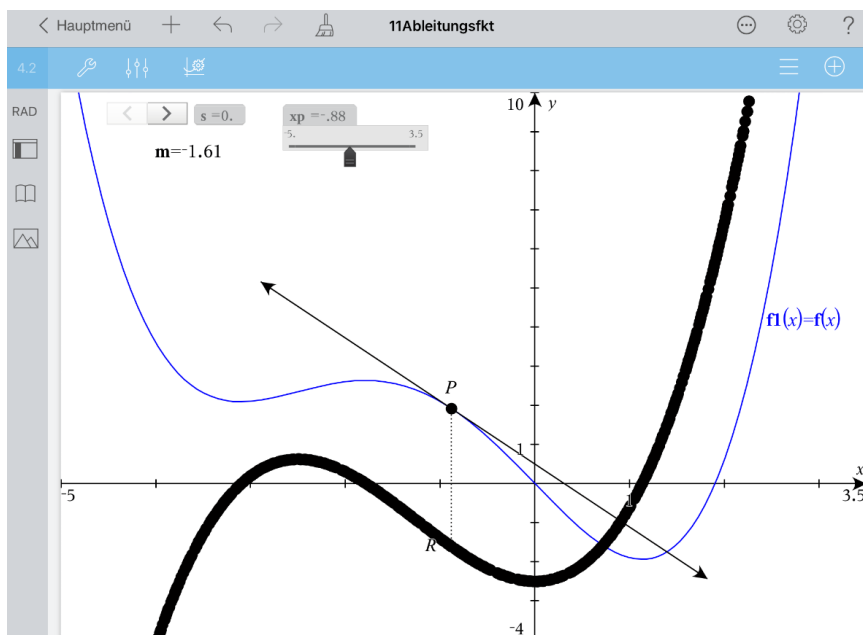 Hauptmenü
11Ableitungsfkt
?
4.2
RAD
s =0.
xp =-.88
-5. 3.5
m=-1.61
10 y
f1(x)=f(x)
P
1
x
-5
1
3.5
R
-4